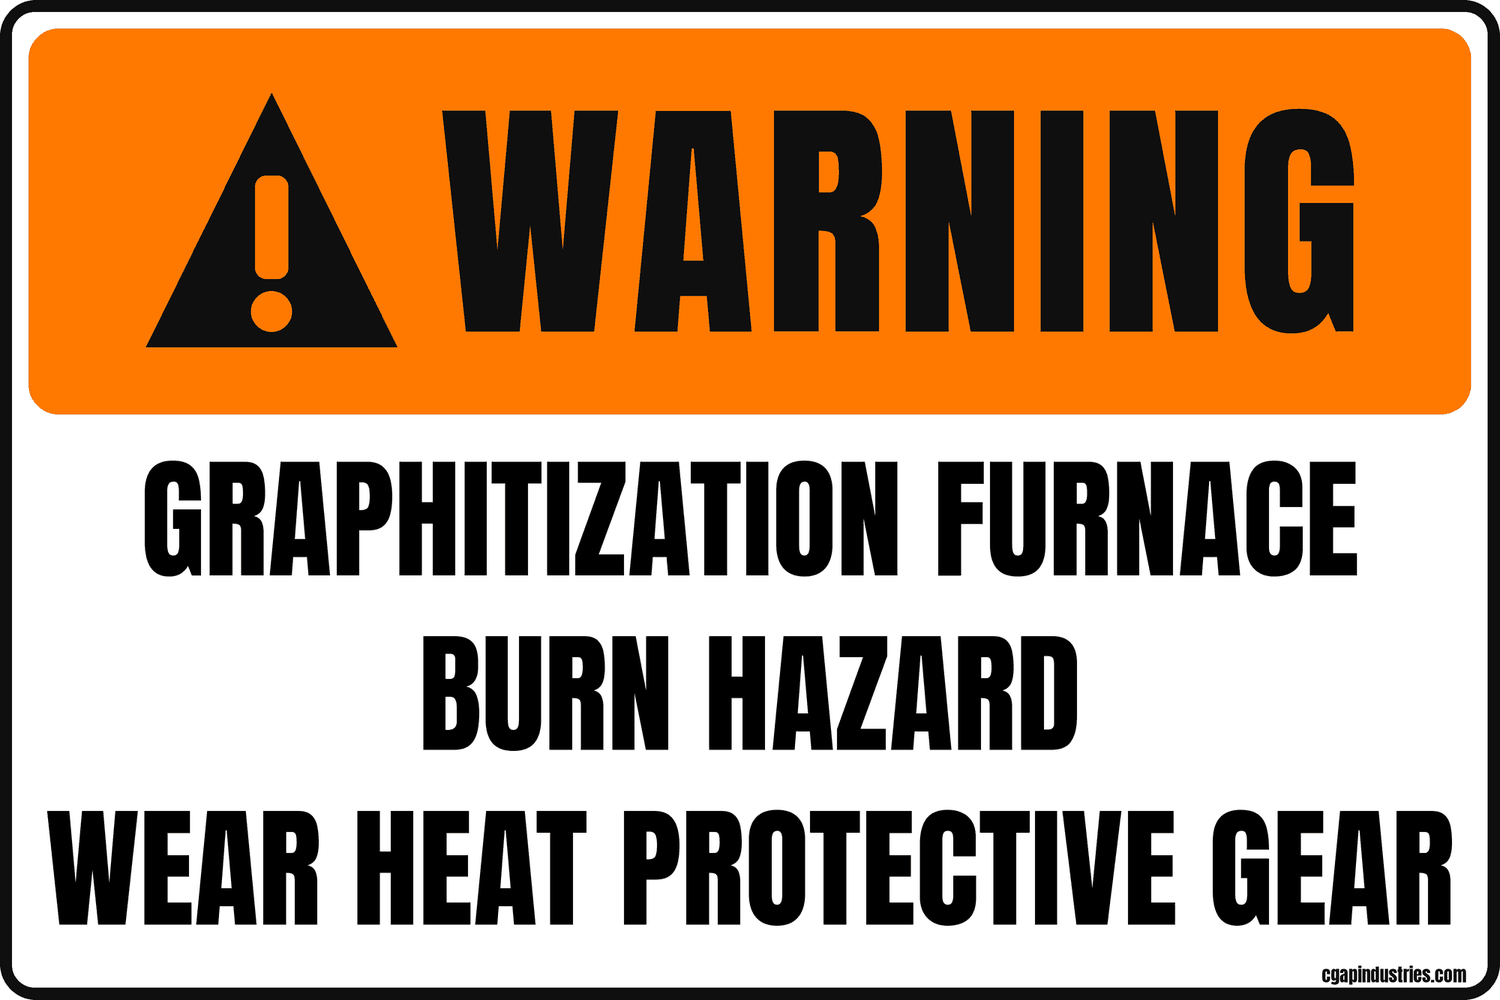 WARNING
GRAPHITIZATION FURNACE
BURN HAZARD
WEAR HEAT PROTECTIVE GEAR
cgapindustries.com